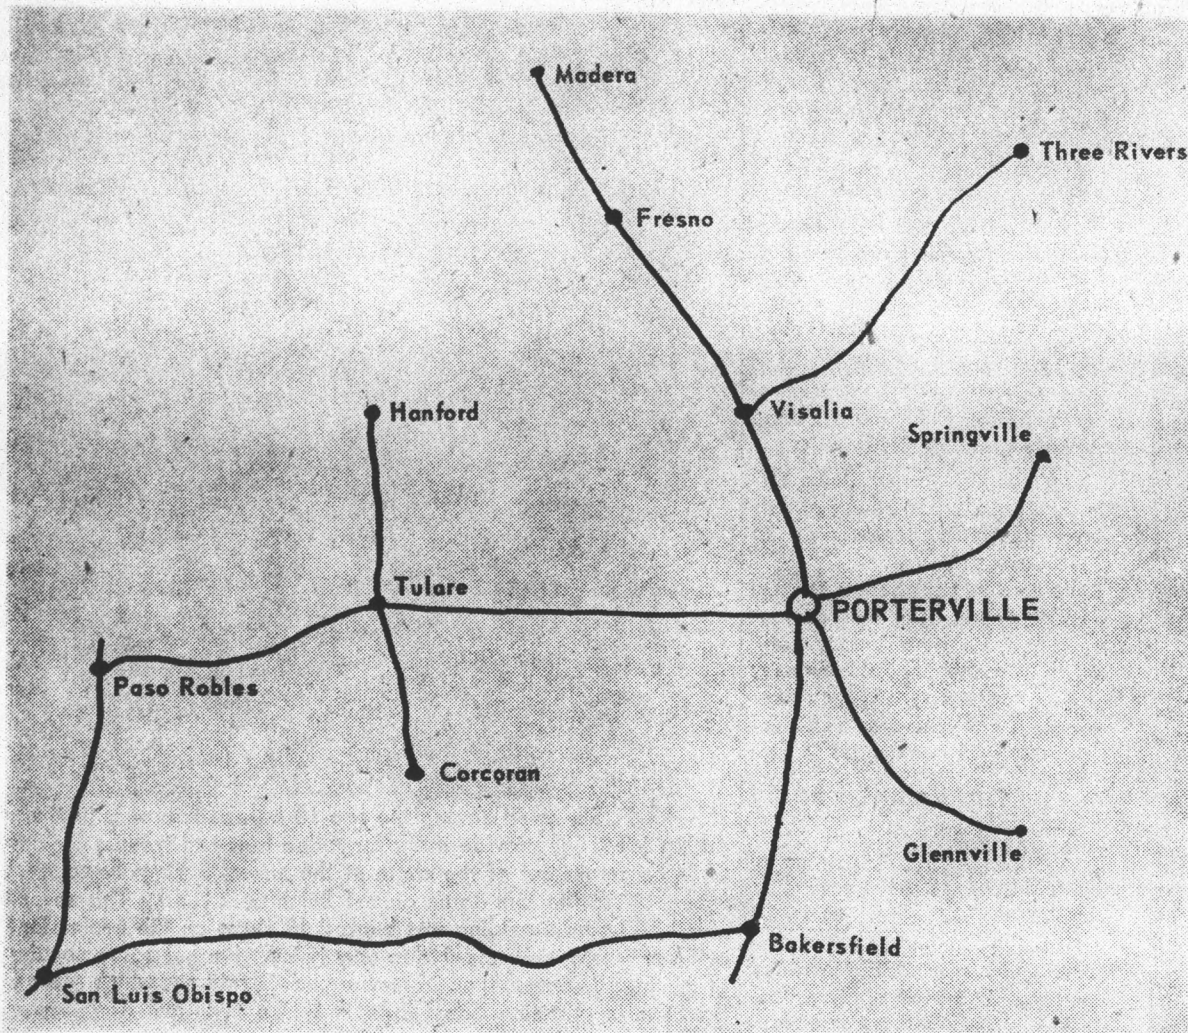 Madera
Three Rivers
Fresno
Hanford
Visalia
Springville
Tulare
PORTERVILLE
Paso Robles
Corcoran
Glennville
Bakersfield
San Luis Obispo